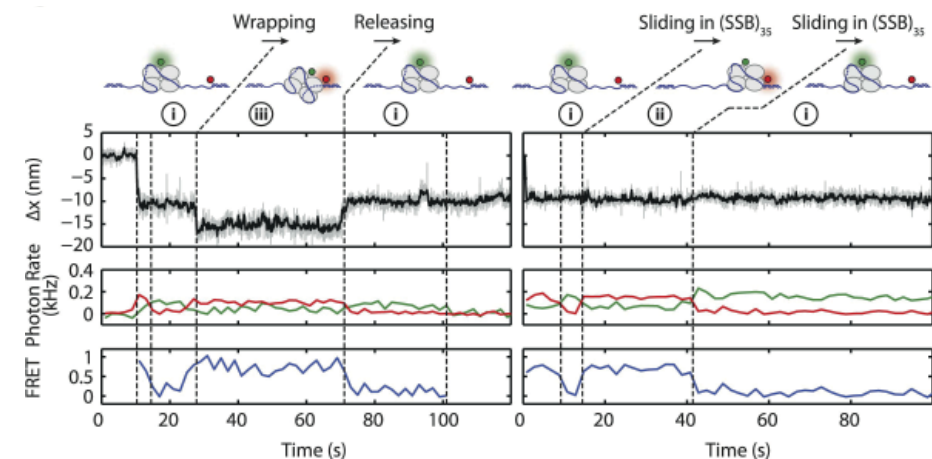 Wrapping Releasing Sliding in (SSB)35 Sliding in (SSB)35
i iii i i ii i
Δx (nm)
5
0
−5
−10
−15
−20
Photon Rate
(kHz)
0.4
0.2
0
FRET
1
0.5
0
0 20 40 60 80 100 0 20 40 60 80
Time (s) Time (s)